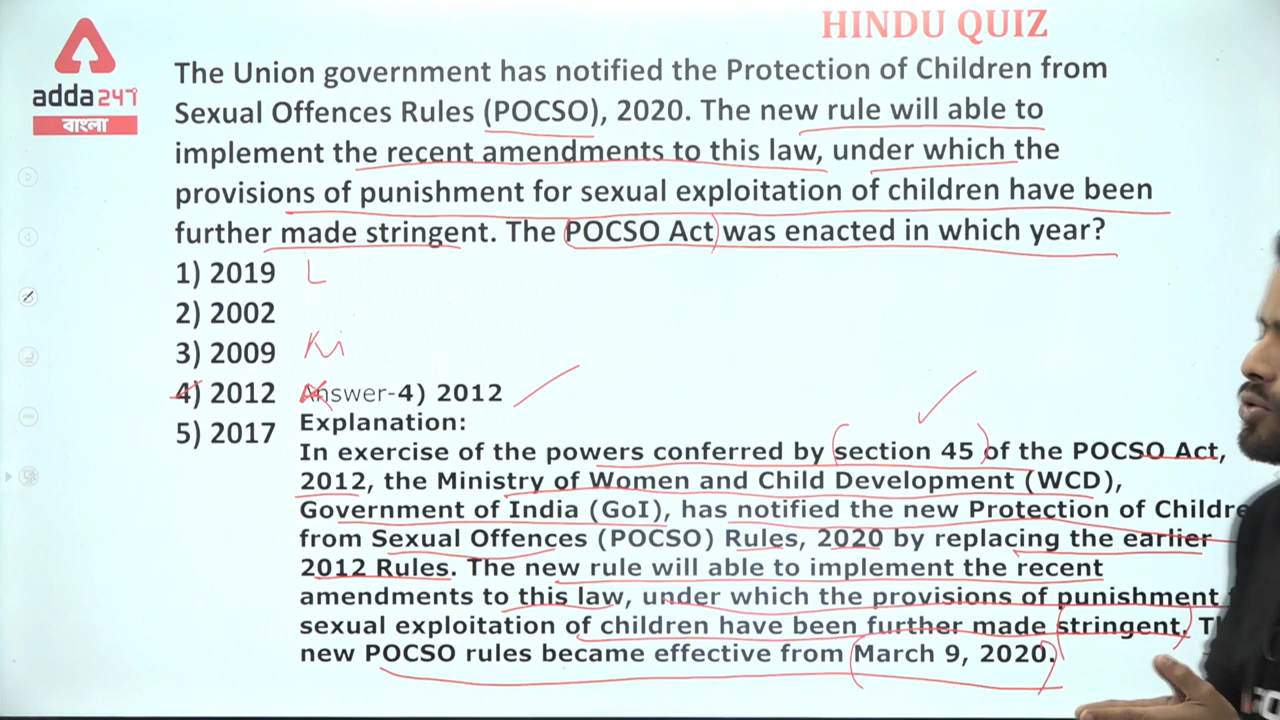 HINDU QUIZ
adda247
বাংলা
The Union government has notified the Protection of Children from
Sexual Offences Rules (POCSO), 2020. The new rule will able to
implement the recent amendments to this law, under which the
provisions of punishment for sexual exploitation of children have been
further made stringent. The POCSO Act was enacted in which year?
1) 2019 L
2) 2002
3) 2009 Ki
4) 2012
5) 2017
Answer-4) 2012
Explanation:
In exercise of the powers conferred by section 45 of the POCSO Act,
2012, the Ministry of Women and Child Development (WCD),
Government of India (GoI), has notified the new Protection of Childre
from Sexual Offences (POCSO) Rules, 2020 by replacing the earlier
2012 Rules. The new rule will able to implement the recent
amendments to this law, under which the provisions of punishment
sexual exploitation of children have been further made stringent. T
new POCSO rules became effective from March 9, 2020.